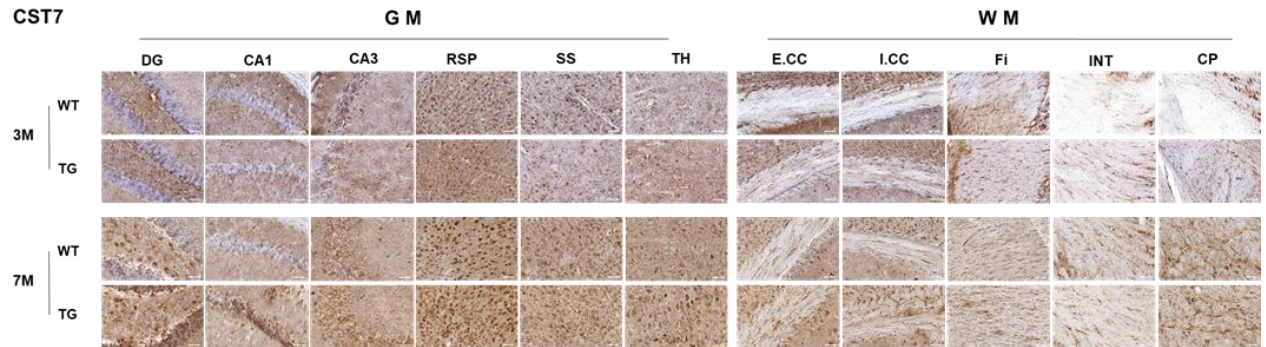 CST7
G M
W M
DG CA1 CA3 RSP SS TH E.CC I.CC Fi INT CP
WT
3M
TG
WT
7M
TG